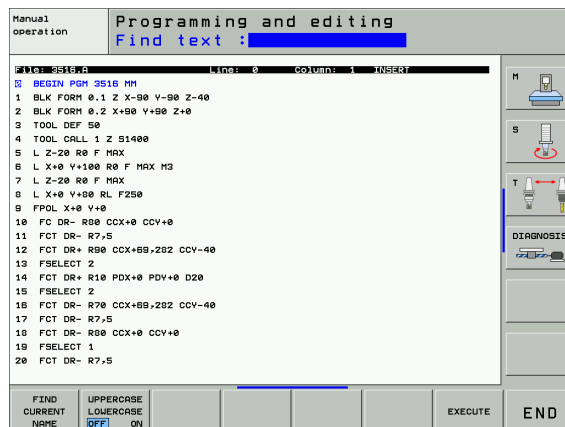 Manual operation
Programming and editing
Find text :
File: 3516.A Line: 0 Column: 1 INSERT
0 BEGIN PGM 3516 MM
1 BLK FORM 0.1 Z X-90 Y-90 Z-40
2 BLK FORM 0.2 X+90 Y+90 Z+0
3 TOOL DEF 50
4 TOOL CALL 1 Z S1400
5 L Z-20 R0 F MAX
6 L X+0 Y+100 R0 F MAX M3
7 L Z-20 R0 F MAX
8 L X+0 Y+80 RL F250
9 FPOL X+0 Y+0
10 FC DR- R80 CCX+0 CCY+0
11 FCT DR- R7,5
12 FCT DR+ R90 CCX+69,282 CCY-40
13 FSELECT 2
14 FCT DR+ R10 PDX+0 PDY+0 D20
15 FSELECT 2
16 FCT DR- R70 CCX+69,282 CCY-40
17 FCT DR- R7,5
18 FCT DR- R80 CCX+0 CCY+0
19 FSELECT 1
20 FCT DR- R7,5
M
S
T
DIAGNOSIS
FIND CURRENT NAME
UPPERCASE LOWERCASE OFF ON
EXECUTE
END